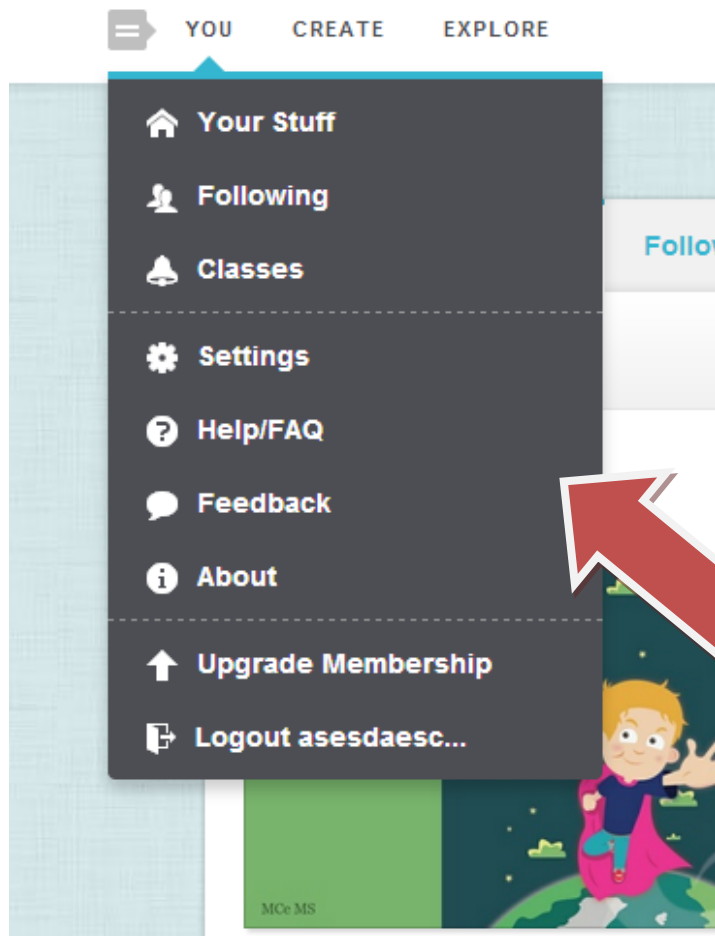 YOU CREATE EXPLORE
Your Stuff
Following
Classes
Settings
Help/FAQ
Feedback
About
Upgrade Membership
Logout asesdaesc...
MCe MS